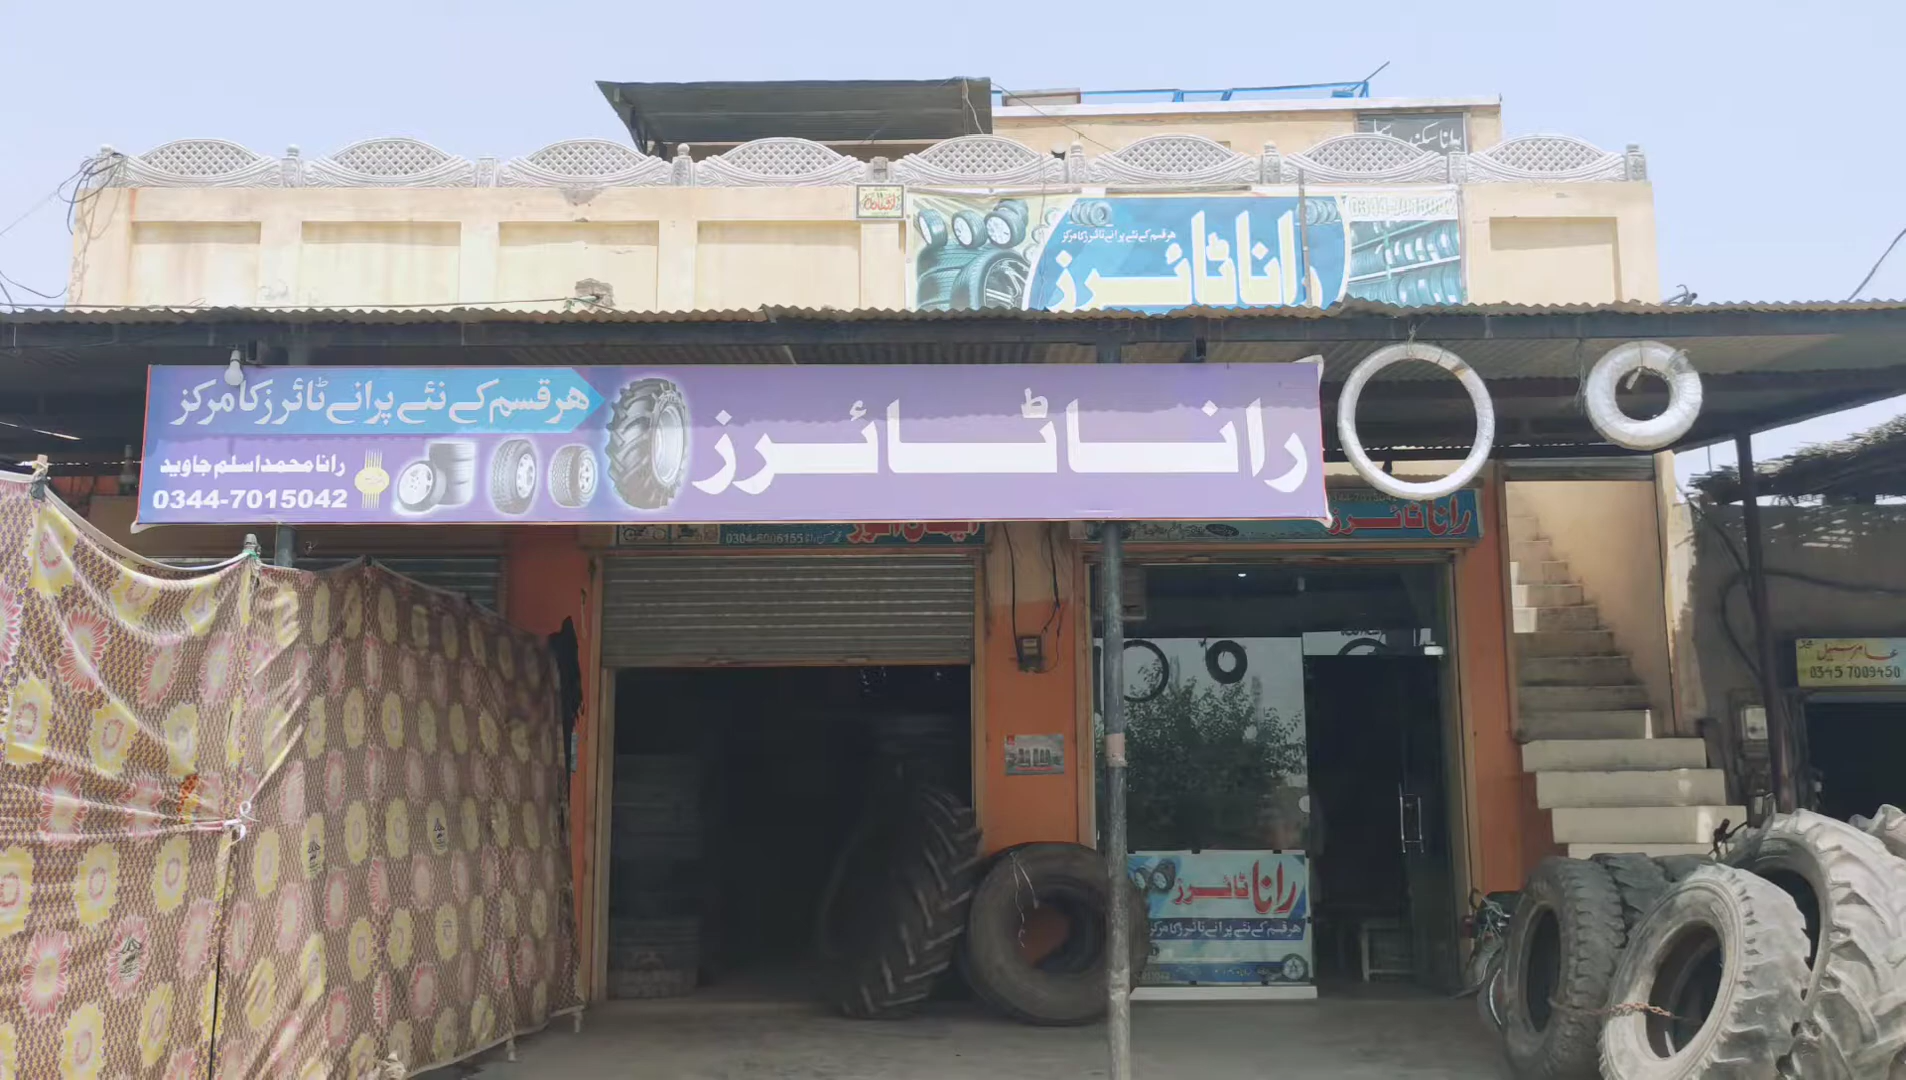 رانا ٹائرز
ہر قسم کے نئے پرانے ٹائرز کا مرکز
0344-7015042
رانا ٹائرز
ہر قسم کے نئے پرانے ٹائرز کا مرکز
رانا محمد اسلم جاوید
0344-7015042
0304-6006155
رانا ٹائرز
رانا ٹائرز
ہر قسم کے نئے پرانے ٹائرز کا مرکز
0345 7009450